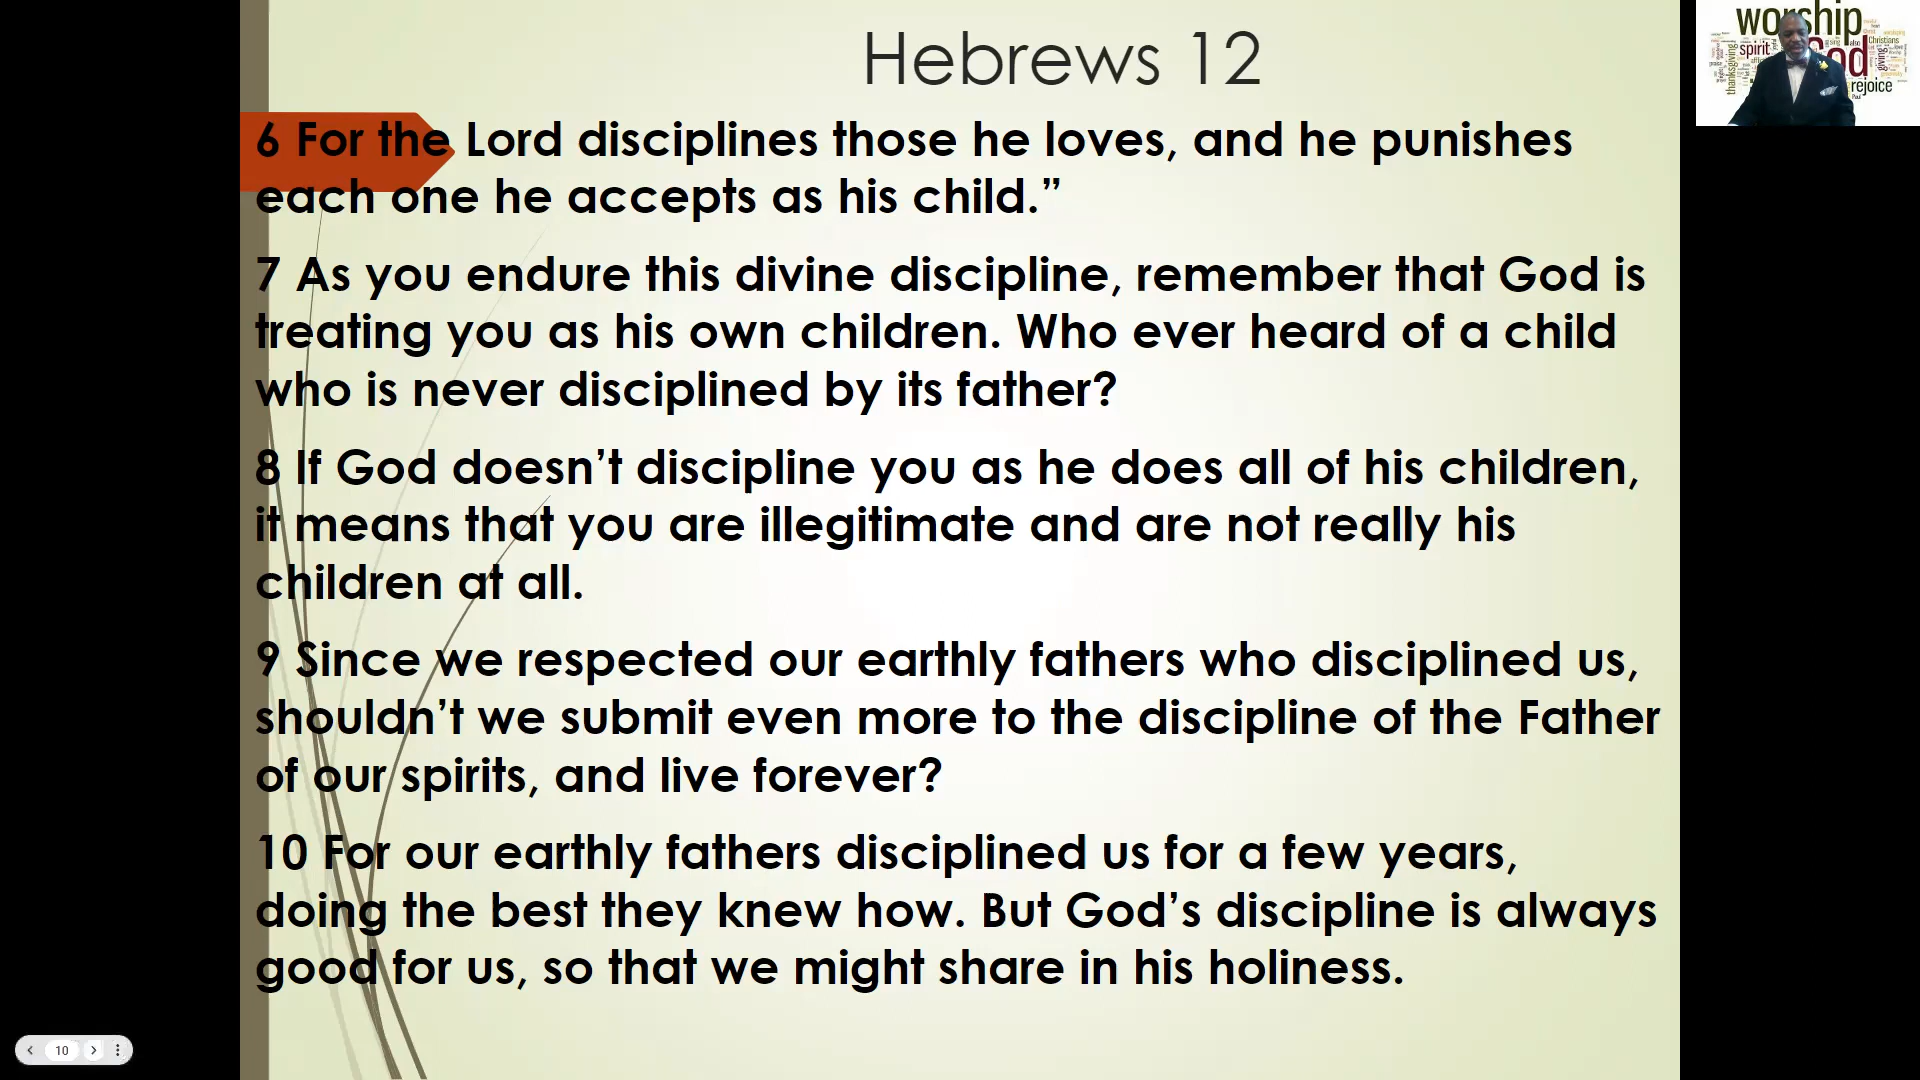 Hebrews 12
6 For the Lord disciplines those he loves, and he punishes
each one he accepts as his child.”
7 As you endure this divine discipline, remember that God is
treating you as his own children. Who ever heard of a child
who is never disciplined by its father?
8 If God doesn’t discipline you as he does all of his children,
it means that you are illegitimate and are not really his
children at all.
9 Since we respected our earthly fathers who disciplined us,
shouldn’t we submit even more to the discipline of the Father
of our spirits, and live forever?
10 For our earthly fathers disciplined us for a few years,
doing the best they knew how. But God’s discipline is always
good for us, so that we might share in his holiness.
10
worship
Christians
spirit
God
thanksgiving
giving
rejoice